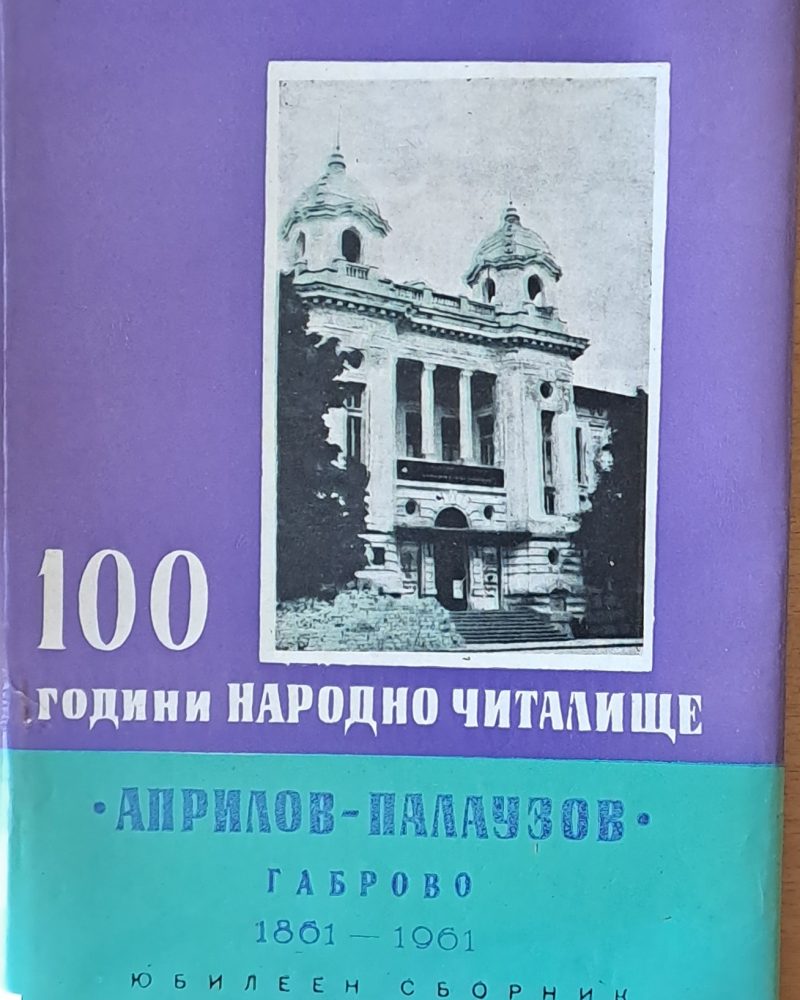 100
години НАРОДНО ЧИТАЛИЩЕ
• АПРИЛОВ-ПАЛАУЗОВ •
ГАБРОВО
1861 — 1961
ЮБИЛЕЕН СБОРНИК